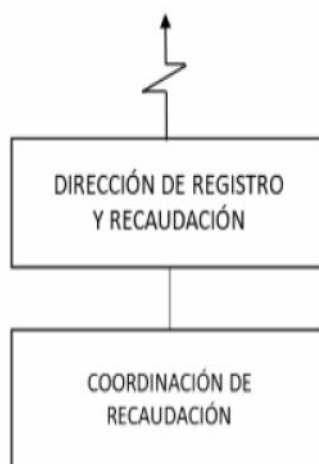 DIRECCIÓN DE REGISTRO
Y RECAUDACIÓN
COORDINACIÓN DE
RECAUDACIÓN